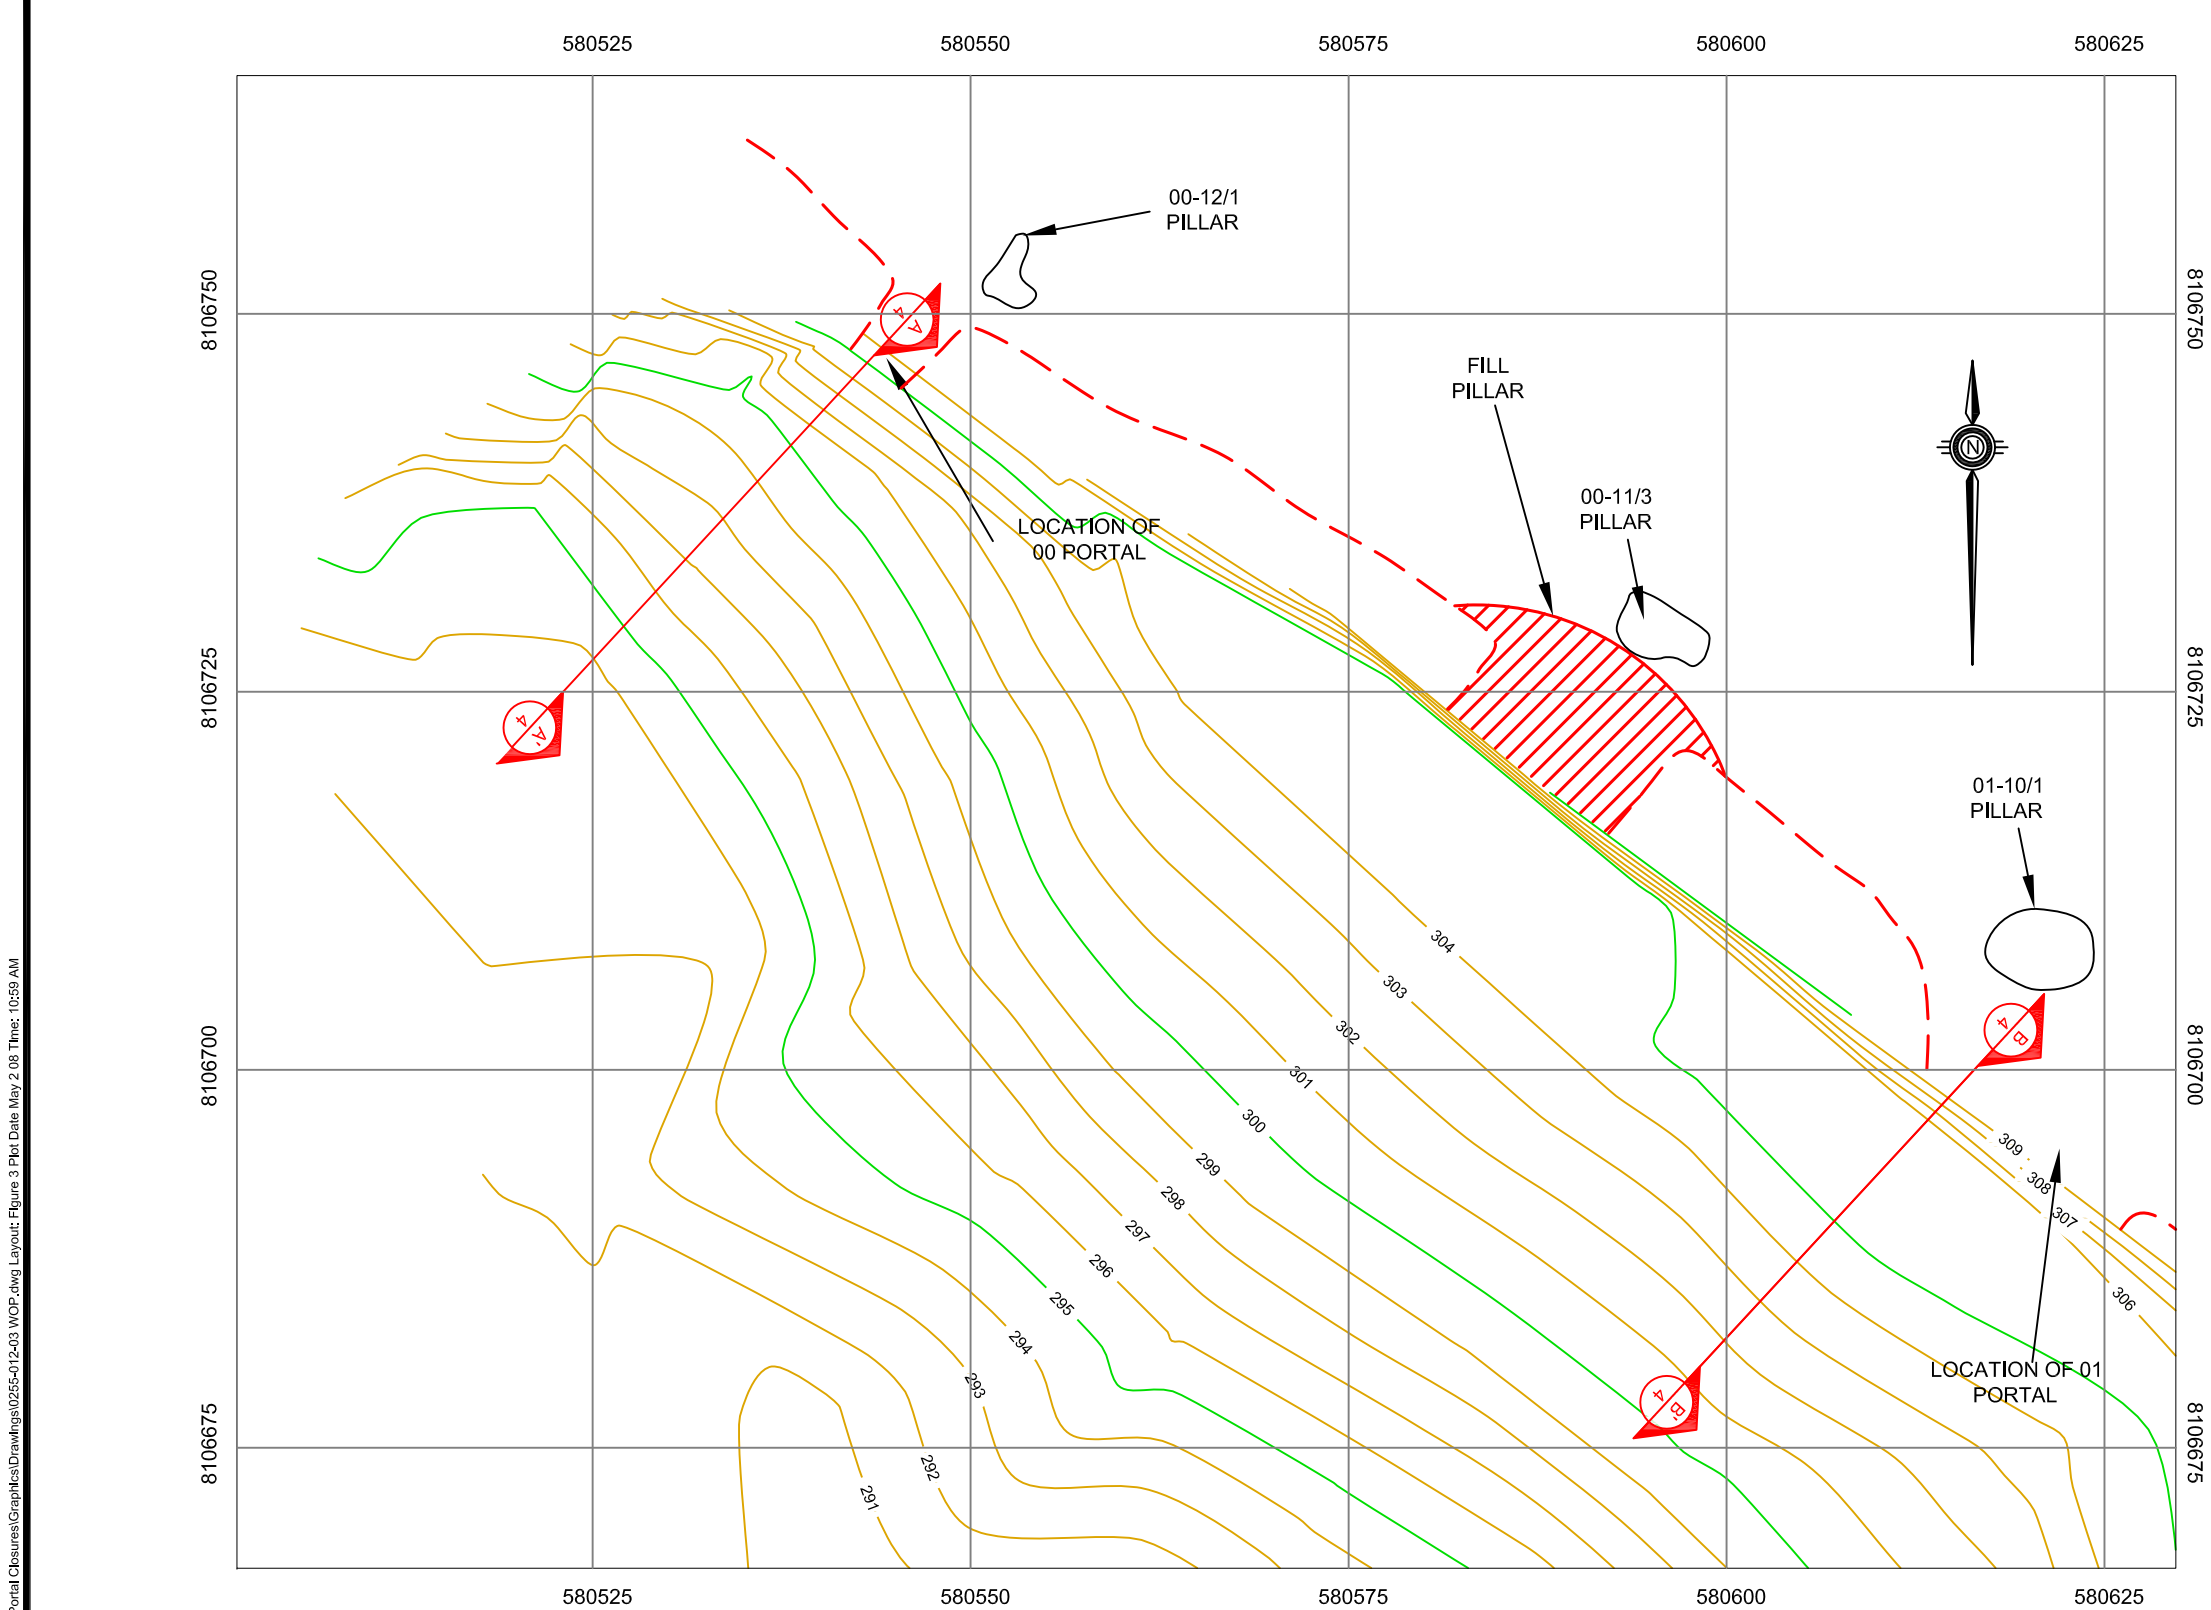 580525 580550 580575 580600 580625
00-12/1
PILLAR
8106750
8106750
A
4
FILL
PILLAR
N
00-11/3
PILLAR
LOCATION OF
00 PORTAL
8106725
8106725
A'
4
01-10/1
PILLAR
304
303
302
301
300
299
298
297
296
295
294
293
292
291
8106700
8106700
B
4
309
308
307
306
LOCATION OF 01
PORTAL
B'
4
8106675
8106675
580525 580550 580575 580600 580625
Portal Closures\Graphics\Drawings\0255-012-03 WOP.dwg Layout: Figure 3 Plot Date May 2 08 Time: 10:59 AM